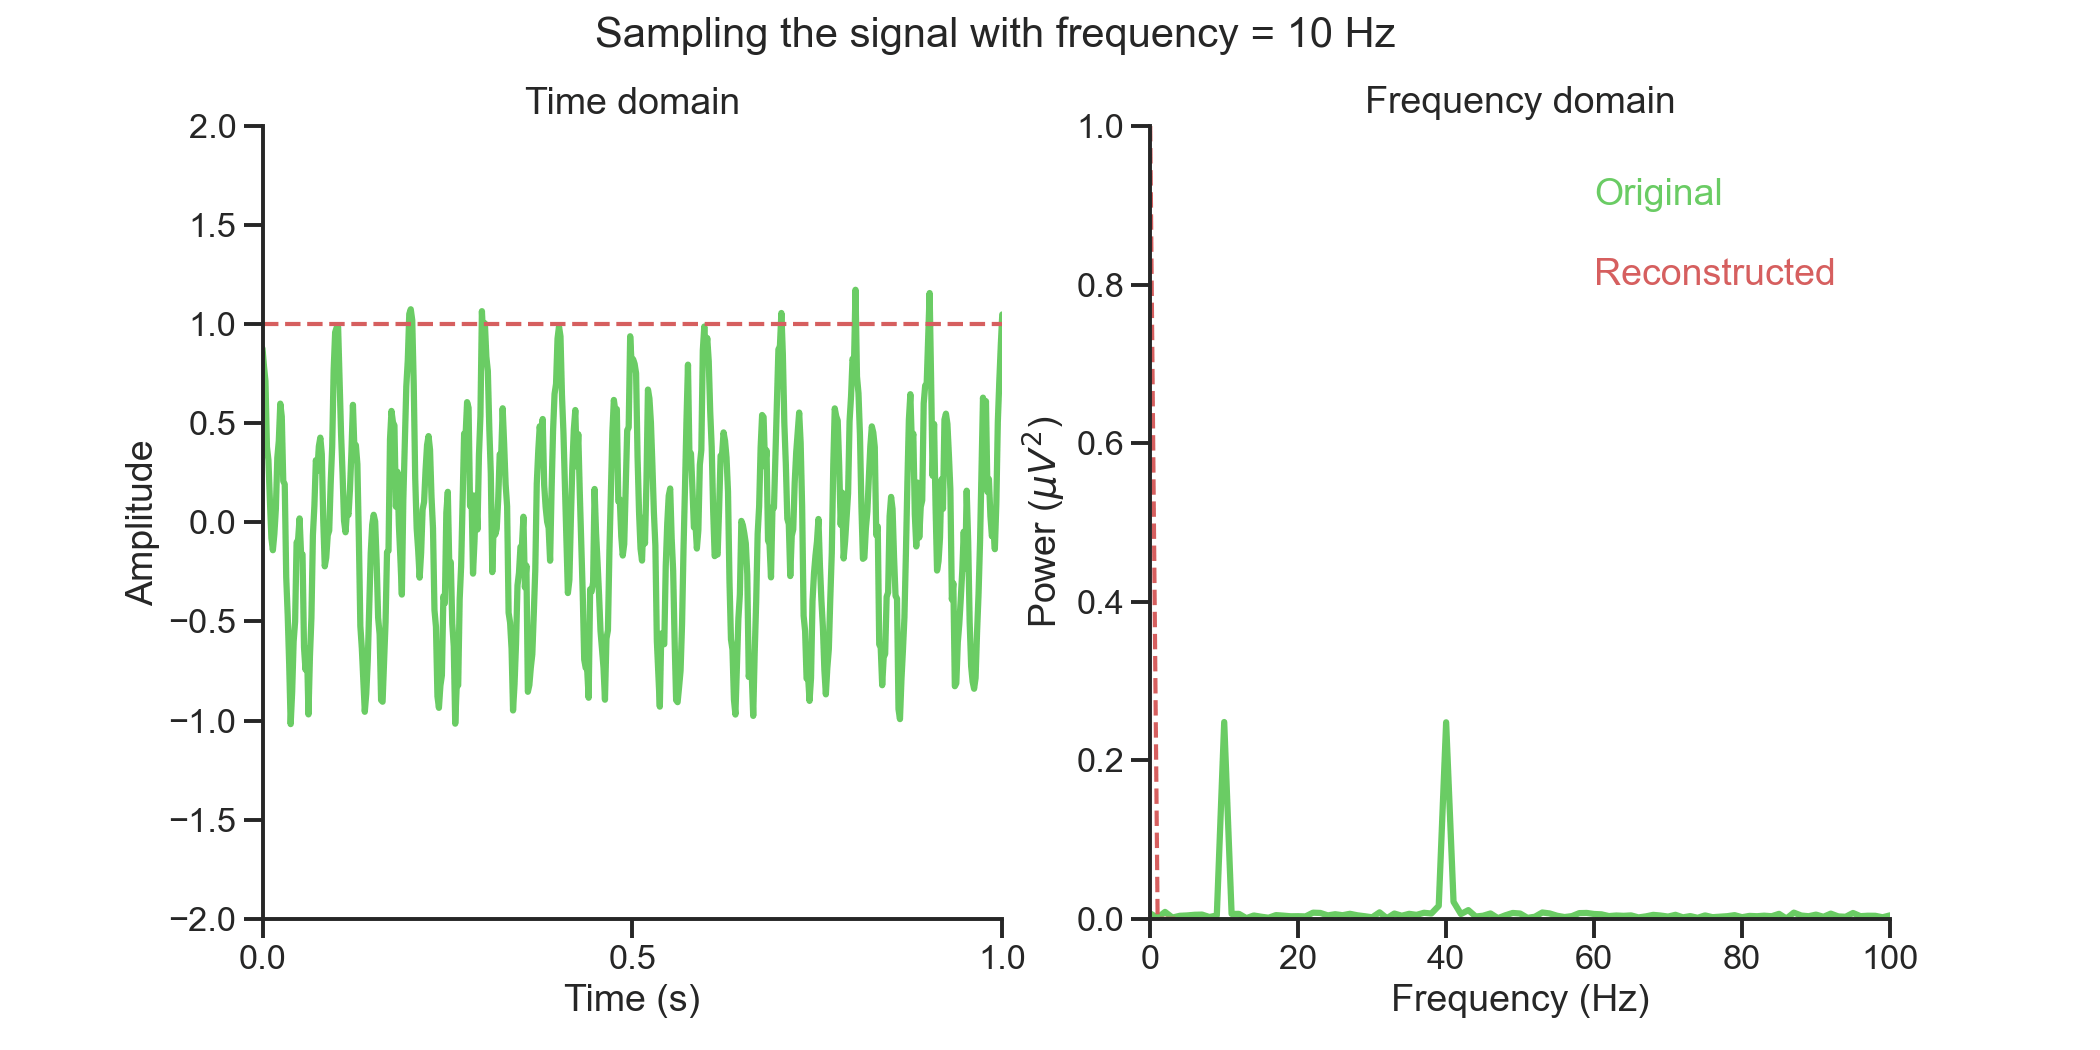 Sampling the signal with frequency = 10 Hz
Time domain
2.0
1.5
1.0
0.5
0.0
−0.5
−1.0
−1.5
−2.0
Amplitude
0.0 0.5 1.0
Time (s)
Frequency domain
1.0
0.8
0.6
0.4
0.2
0.0
Power (μV²)
Original
Reconstructed
0 20 40 60 80 100
Frequency (Hz)